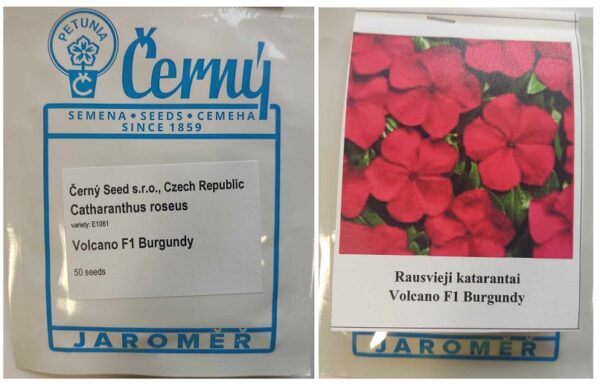 PETUNIA
Č
Černý
SEMENA • SEEDS • СЕМЕНА
SINCE 1859
Černý Seed s.r.o., Czech Republic
Catharanthus roseus
variety: E1061
Volcano F1 Burgundy
50 seeds
JAROMĚŘ
Rausvieji katarantai
Volcano F1 Burgundy
JAROMĚŘ